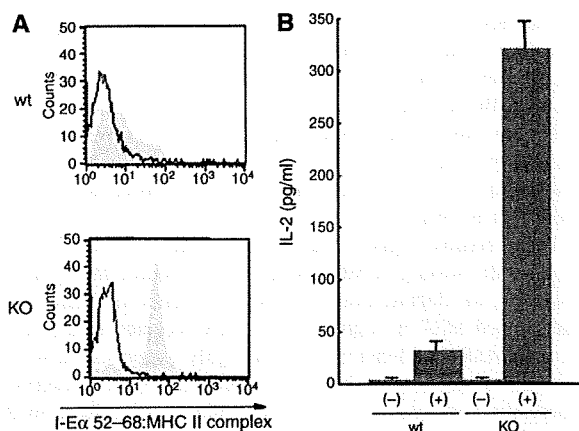 A
wt
Counts
50
40
30
20
10
0
10⁰ 10¹ 10² 10³ 10⁴
KO
Counts
50
40
30
20
10
0
10⁰ 10¹ 10² 10³ 10⁴
I-Eα 52–68:MHC II complex
B
IL-2 (pg/ml)
350
300
250
200
150
350
50
0
(–) (+) (–) (+)
wt KO